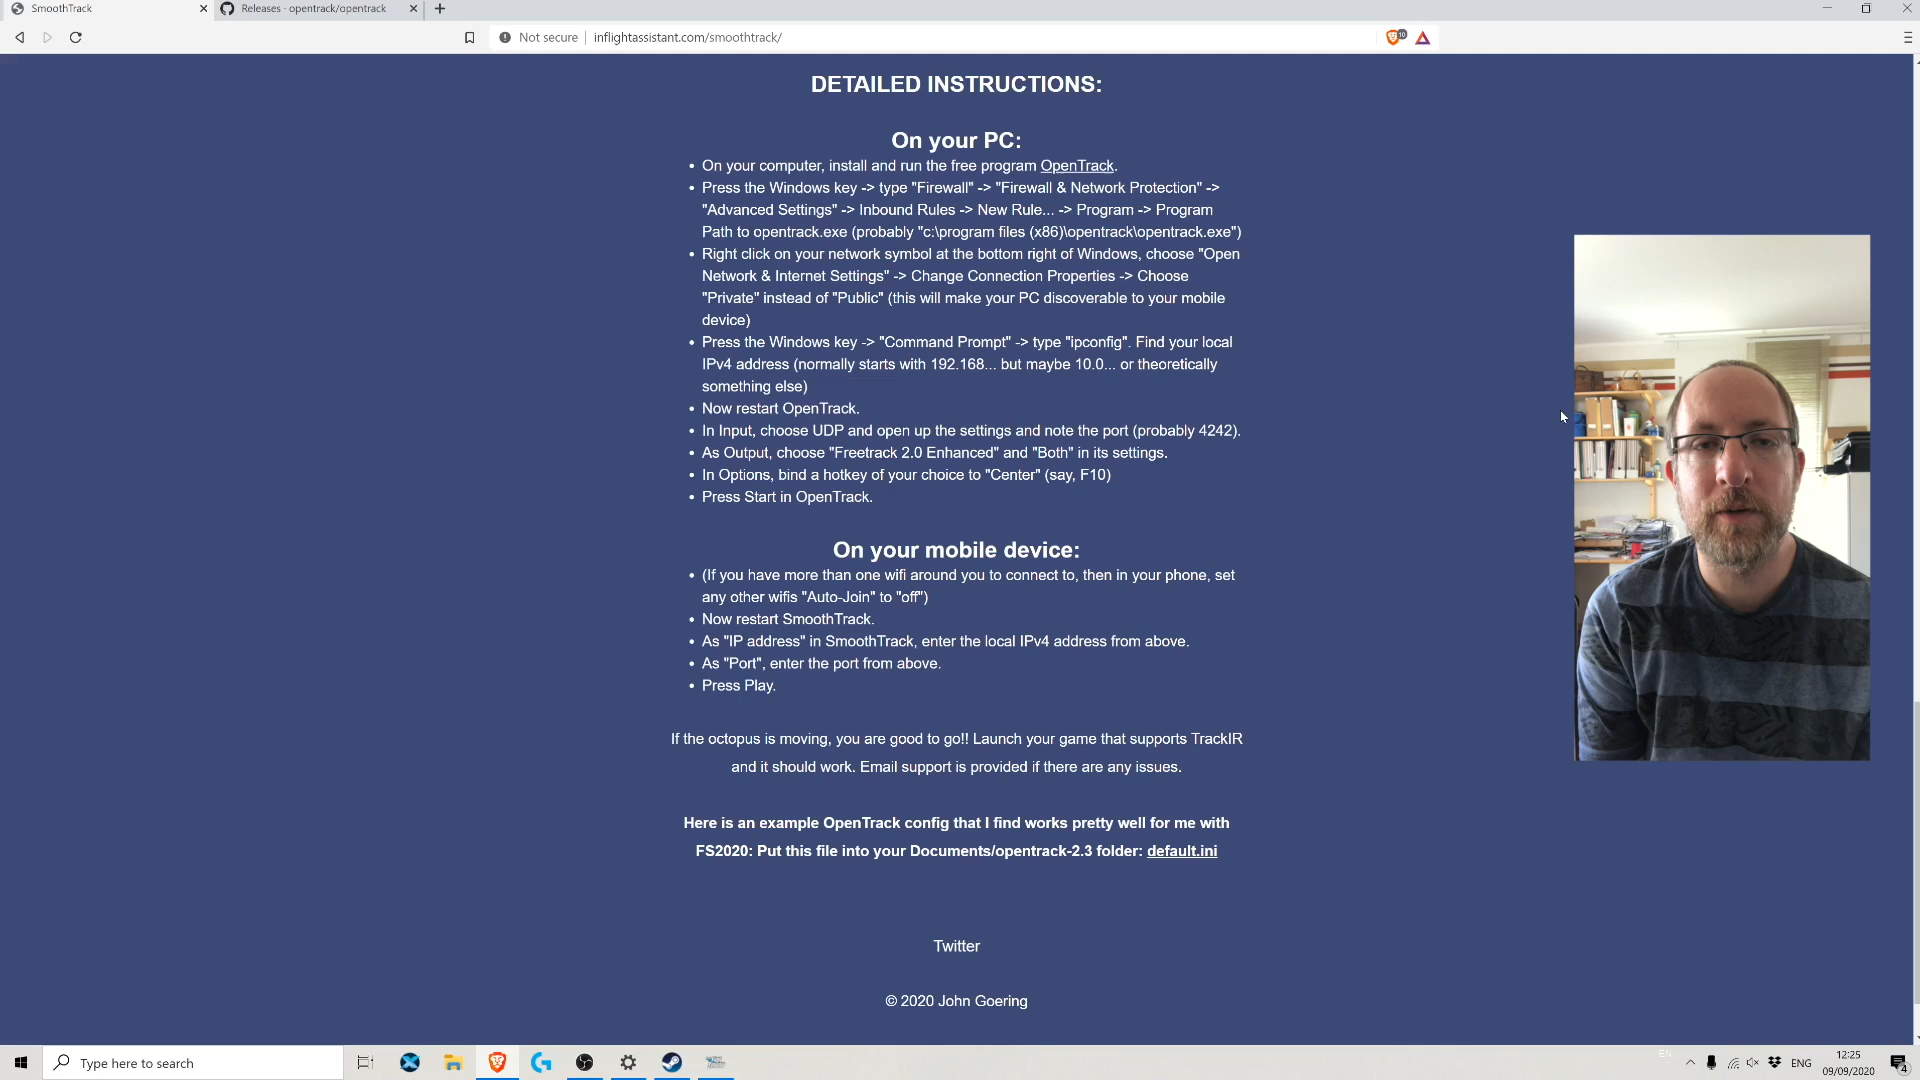 SmoothTrack
Releases · opentrack/opentrack
Not secure
inflightassistant.com/smoothtrack/
10
DETAILED INSTRUCTIONS:
On your PC:
• On your computer, install and run the free program OpenTrack.
• Press the Windows key -> type "Firewall" -> "Firewall & Network Protection" ->
"Advanced Settings" -> Inbound Rules -> New Rule... -> Program -> Program
Path to opentrack.exe (probably "c:\program files (x86)\opentrack\opentrack.exe")
• Right click on your network symbol at the bottom right of Windows, choose "Open
Network & Internet Settings" -> Change Connection Properties -> Choose
"Private" instead of "Public" (this will make your PC discoverable to your mobile
device)
• Press the Windows key -> "Command Prompt" -> type "ipconfig". Find your local
IPv4 address (normally starts with 192.168... but maybe 10.0... or theoretically
something else)
• Now restart OpenTrack.
• In Input, choose UDP and open up the settings and note the port (probably 4242).
• As Output, choose "Freetrack 2.0 Enhanced" and "Both" in its settings.
• In Options, bind a hotkey of your choice to "Center" (say, F10)
• Press Start in OpenTrack.
On your mobile device:
• (If you have more than one wifi around you to connect to, then in your phone, set
any other wifis "Auto-Join" to "off")
• Now restart SmoothTrack.
• As "IP address" in SmoothTrack, enter the local IPv4 address from above.
• As "Port", enter the port from above.
• Press Play.
If the octopus is moving, you are good to go!! Launch your game that supports TrackIR
and it should work. Email support is provided if there are any issues.
Here is an example OpenTrack config that I find works pretty well for me with
FS2020: Put this file into your Documents/opentrack-2.3 folder: default.ini
Twitter
© 2020 John Goering
Type here to search
EN
ENG
12:25
09/09/2020
4